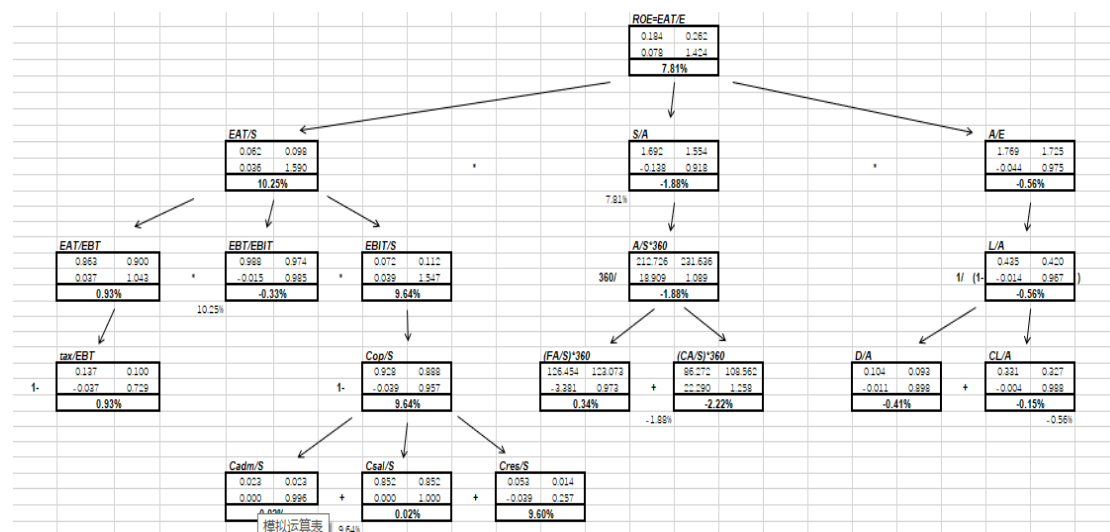 ROE=EAT/E
0.184 0.262
0.078 1.424
7.81%
EAT/S S/A A/E
0.062 0.098 1.692 1.554 1.769 1.725
0.036 1.590 * -0.138 0.918 * -0.044 0.975
10.25% -1.88% -0.56%
7.81%
EAT/EBT EBT/EBIT EBIT/S A/S*360 L/A
0.863 0.900 0.988 0.974 0.072 0.112 212.726 231.636 0.435 0.420
0.037 1.043 * -0.015 0.985 * 0.039 1.547 360/ 18.909 1.089 1/ (1- -0.014 0.967 )
0.93% -0.33% 9.64% -1.88% -0.56%
10.25%
tax/EBT Cop/S (FA/S)*360 (CA/S)*360 D/A CL/A
0.137 0.100 0.928 0.888 126.454 123.073 86.272 108.562 0.104 0.093 0.331 0.327
1- -0.037 0.729 1- -0.039 0.957 -3.381 0.973 + 22.290 1.258 -0.011 0.898 + -0.004 0.988
0.93% 9.64% 0.34% -2.22% -0.41% -0.15%
-1.88% -0.56%
Cadm/S Csal/S Cres/S
0.023 0.023 0.852 0.852 0.053 0.014
0.000 0.996 + 0.000 1.000 + -0.039 0.257
0.02% 9.60%
模拟运算表 9.64%